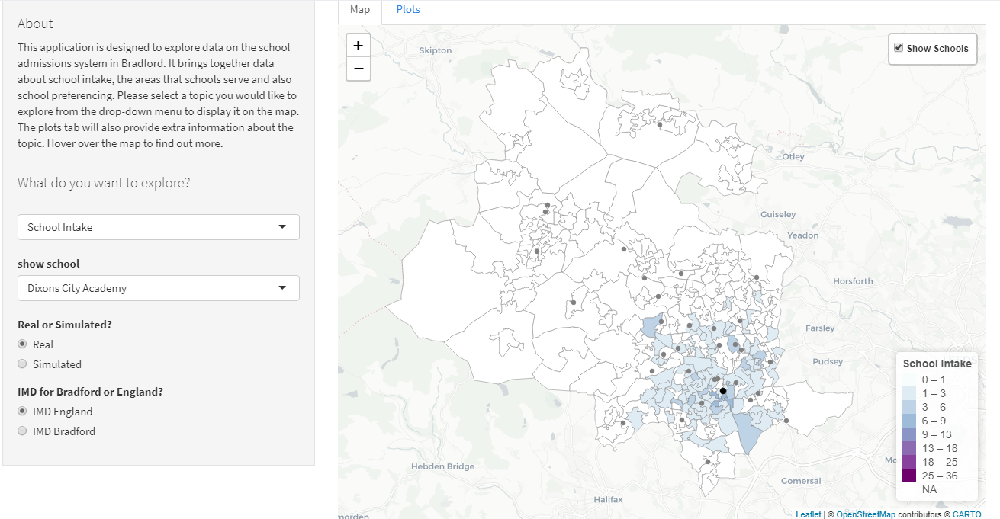 About
This application is designed to explore data on the school
admissions system in Bradford. It brings together data
about school intake, the areas that schools serve and also
school preferencing. Please select a topic you would like to
explore from the drop-down menu to display it on the map.
The plots tab will also provide extra information about the
topic. Hover over the map to find out more.
What do you want to explore?
School Intake
show school
Dixons City Academy
Real or Simulated?
Real
Simulated
IMD for Bradford or England?
IMD England
IMD Bradford
Map
Plots
+
−
Show Schools
Skipton
Otley
Guiseley
Yeadon
Horsforth
Farsley
Pudsey
Hebden Bridge
Halifax
Gomersal
School Intake
0 – 1
1 – 3
3 – 6
6 – 9
9 – 13
13 – 18
18 – 25
25 – 36
NA
Leaflet | © OpenStreetMap contributors © CARTO